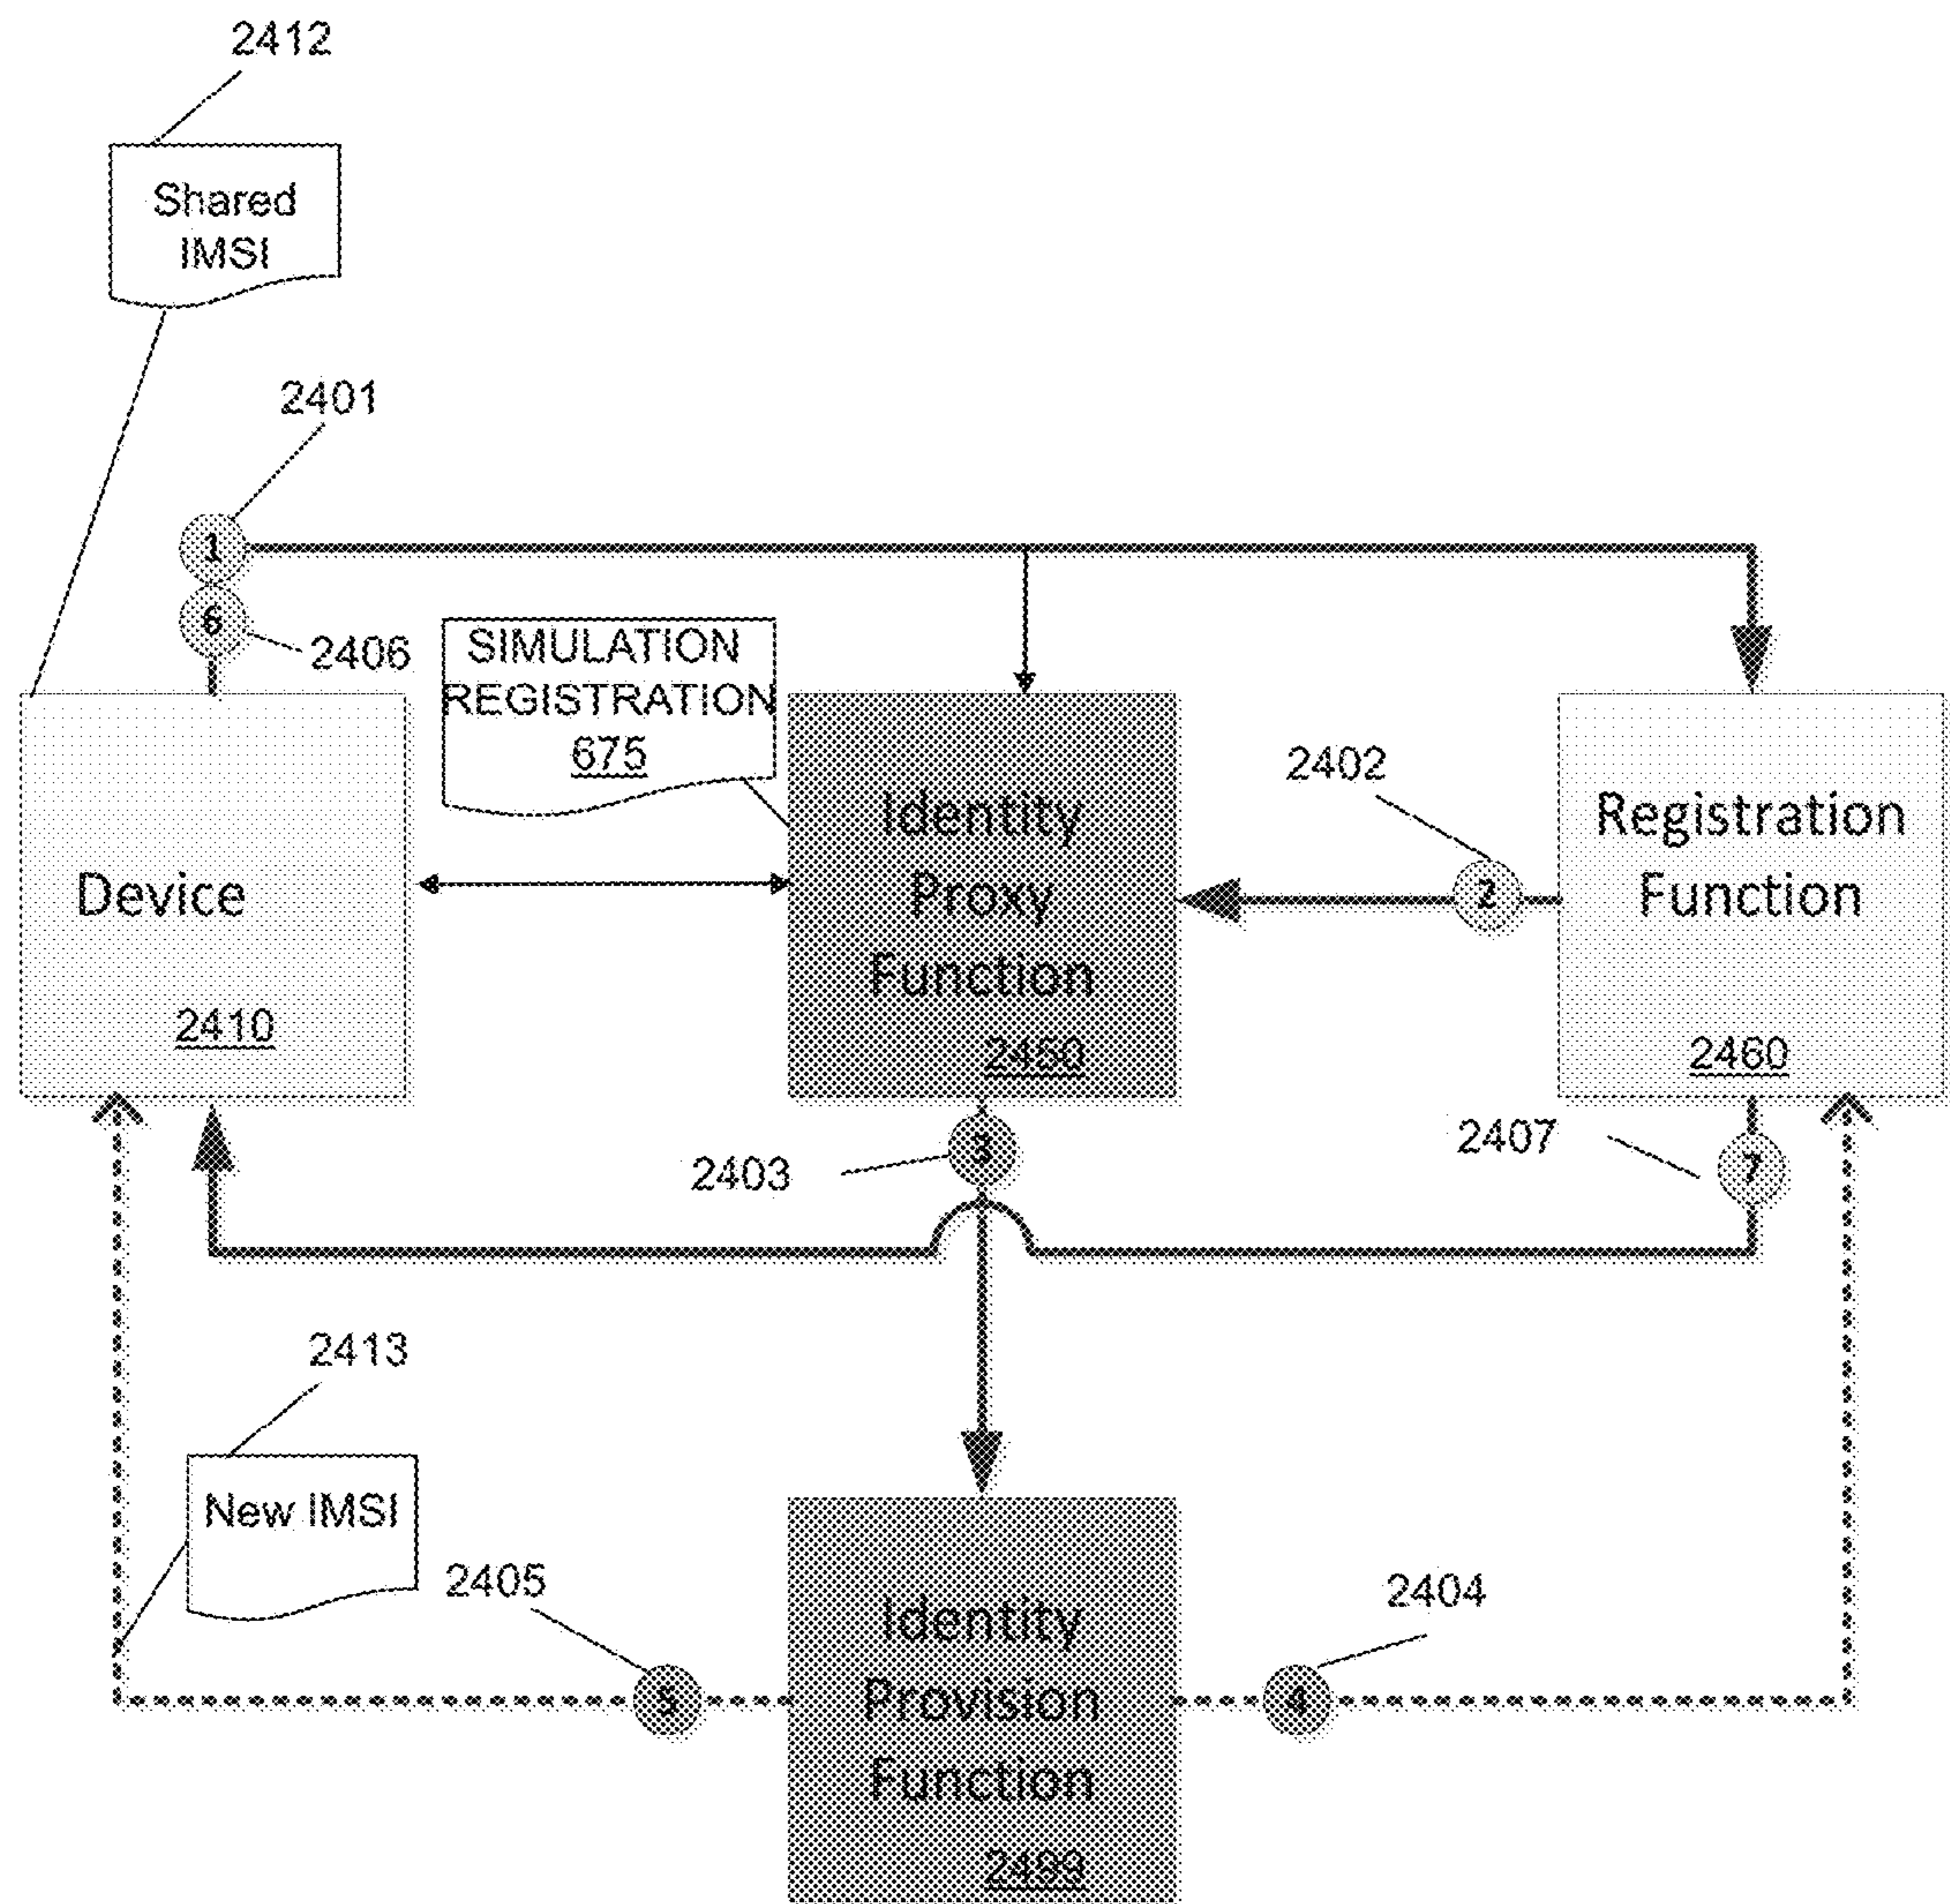 2412
Shared
IMSI
2401
1
6
2406
SIMULATION
REGISTRATION
675
Device
2410
Identity
Proxy
Function
2402
2
Registration
Function
2460
2403
3
2407
7
2413
New IMSI
2405
5
2404
4
Identity
Provision
Function
2499